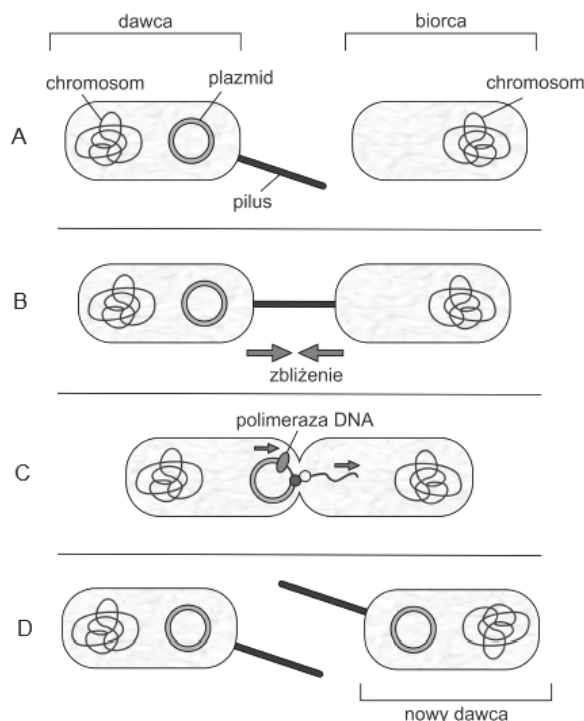 dawca
biorca
chromosom
plazmid
chromosom
A
pilus
B
zbliżenie
polimeraza DNA
C
D
nowy dawca